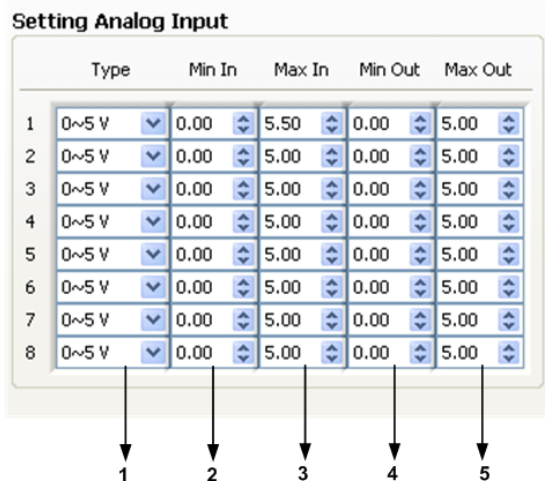 Setting Analog Input
Type Min In Max In Min Out Max Out
1 0~5 V 0.00 5.50 0.00 5.00
2 0~5 V 0.00 5.00 0.00 5.00
3 0~5 V 0.00 5.00 0.00 5.00
4 0~5 V 0.00 5.00 0.00 5.00
5 0~5 V 0.00 5.00 0.00 5.00
6 0~5 V 0.00 5.00 0.00 5.00
7 0~5 V 0.00 5.00 0.00 5.00
8 0~5 V 0.00 5.00 0.00 5.00
1 2 3 4 5